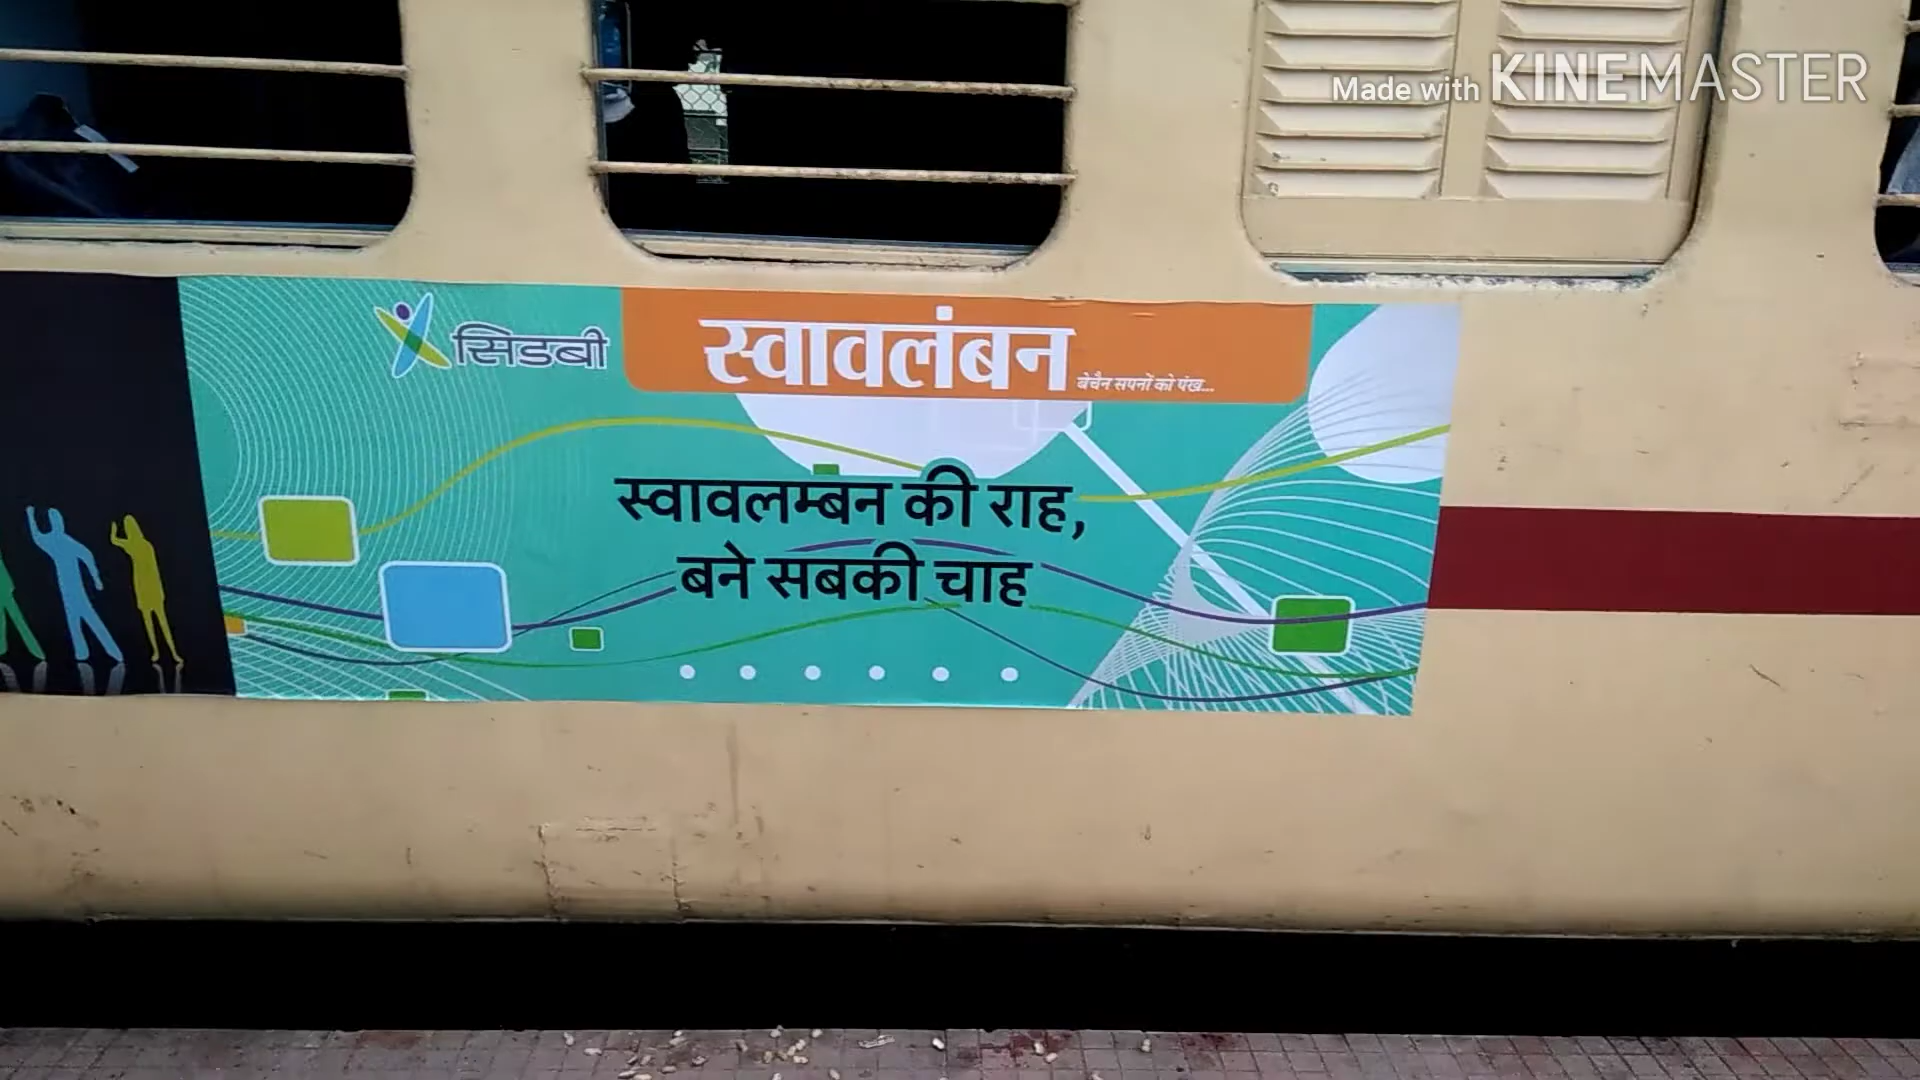 Made with KINEMASTER
सिडबी
स्वावलंबन
बेचैन सपनों को पंख...
स्वावलम्बन की राह,
बने सबकी चाह